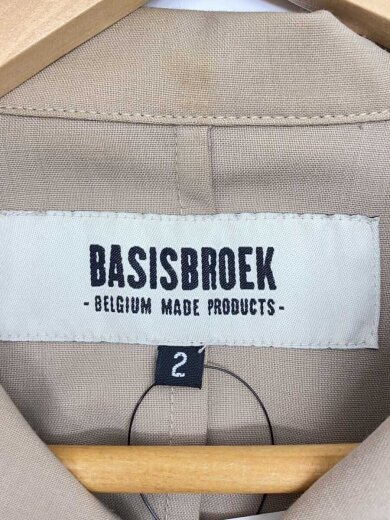 BASISBROEK
- BELGIUM MADE PRODUCTS -
2